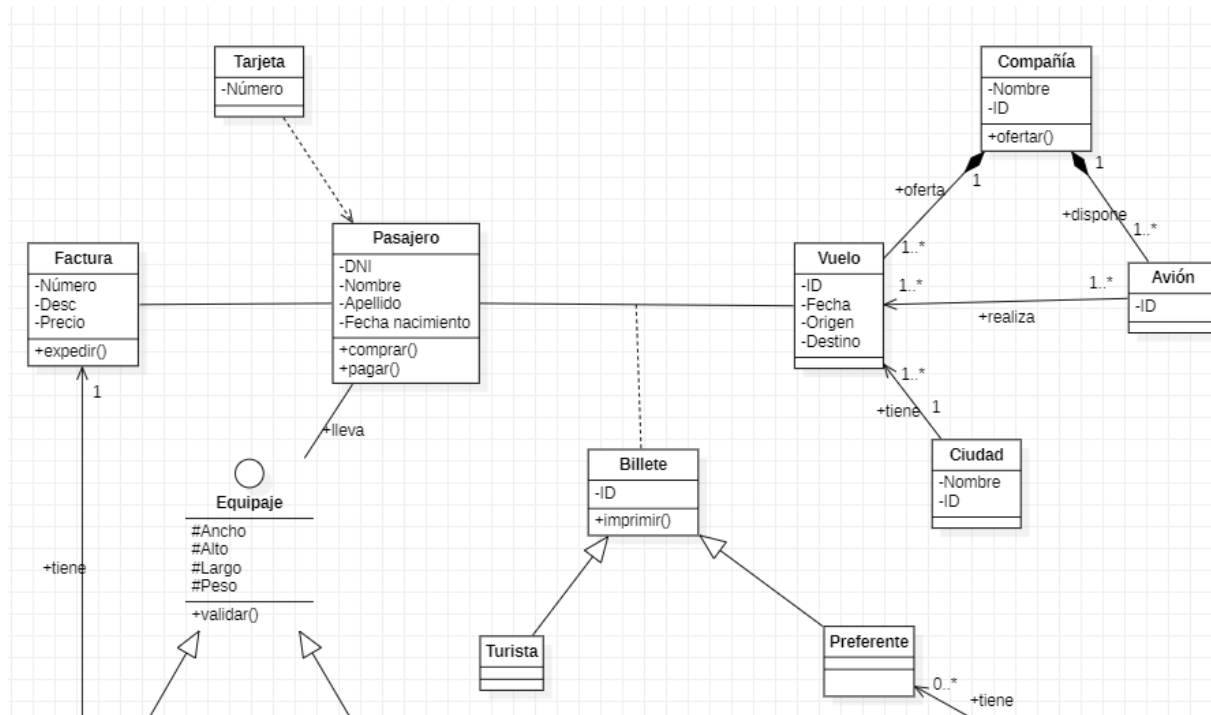 Tarjeta
-Número
Compañía
-Nombre
-ID
+ofertar()
1
1
+oferta
+dispone
1..*
1..*
Factura
-Número
-Desc
-Precio
+expedir()
1
Pasajero
-DNI
-Nombre
-Apellido
-Fecha nacimiento
+comprar()
+pagar()
Vuelo
-ID
-Fecha
-Origen
-Destino
1..*
1..*
+realiza
Avión
-ID
1..*
+tiene
1
Ciudad
-Nombre
-ID
+lleva
Equipaje
#Ancho
#Alto
#Largo
#Peso
+validar()
+tiene
Billete
-ID
+imprimir()
Turista
Preferente
0..*
+tiene